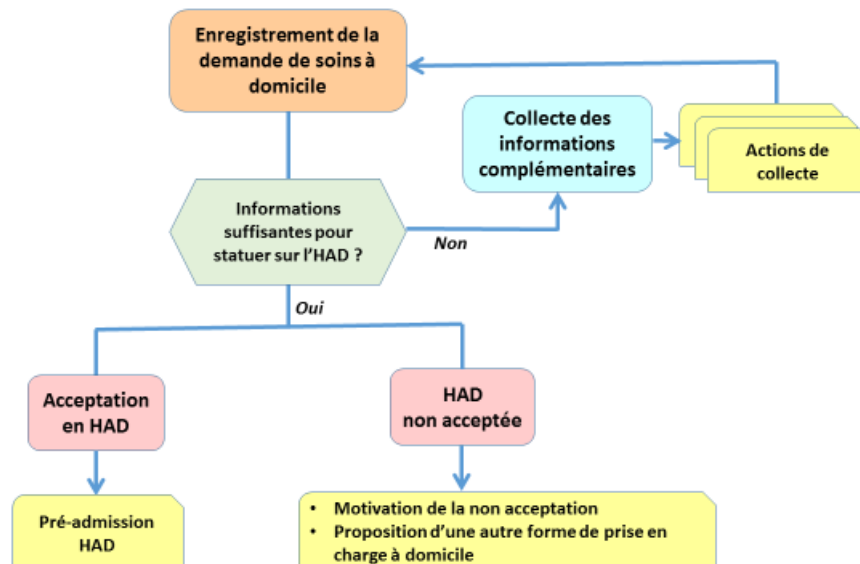 Enregistrement de la
demande de soins à
domicile
Collecte des
informations
complémentaires
Actions de
collecte
Informations
suffisantes pour
statuer sur l’HAD ?
Non
Oui
Acceptation
en HAD
HAD
non acceptée
Pré-admission
HAD
• Motivation de la non acceptation
• Proposition d’une autre forme de prise en
charge à domicile